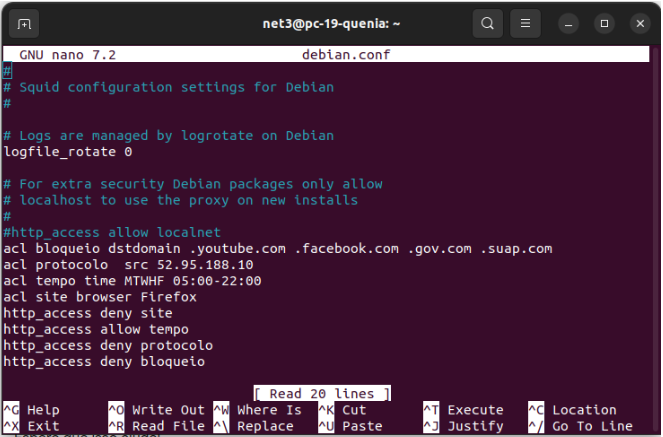 net3@pc-19-quenia: ~
GNU nano 7.2 debian.conf
#
# Squid configuration settings for Debian
#
# Logs are managed by logrotate on Debian
logfile_rotate 0
# For extra security Debian packages only allow
# localhost to use the proxy on new installs
#
#http_access allow localnet
acl bloqueio dstdomain .youtube.com .facebook.com .gov.com .suap.com
acl protocolo  src 52.95.188.10
acl tempo time MTWHF 05:00-22:00
acl site browser Firefox
http_access deny site
http_access allow tempo
http_access deny protocolo
http_access deny bloqueio
[ Read 20 lines ]
^G Help ^O Write Out ^W Where Is ^K Cut ^T Execute ^C Location
^X Exit ^R Read File ^\ Replace ^U Paste ^J Justify ^/ Go To Line